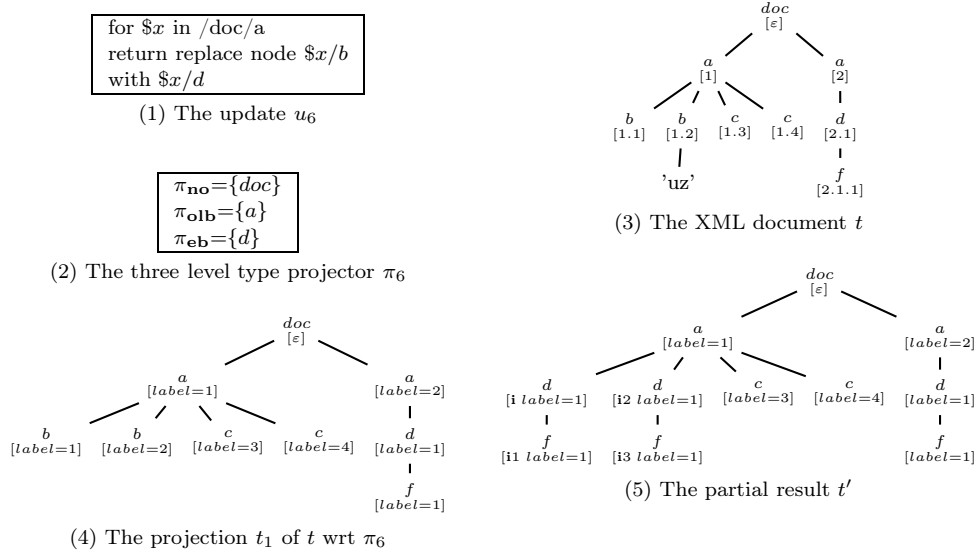 for $x in /doc/a
return replace node $x/b
with $x/d
(1) The update u₆
π_no={doc}
π_olb={a}
π_eb={d}
(2) The three level type projector π₆
doc
[ε]
a a
[1] [2]
b b c c d
[1.1] [1.2] [1.3] [1.4] [2.1]
'uz' f
[2.1.1]
(3) The XML document t
doc
[ε]
a a
[label=1] [label=2]
b b c c d
[label=1] [label=2] [label=3] [label=4] [label=1]
f
[label=1]
(4) The projection t₁ of t wrt π₆
doc
[ε]
a a
[label=1] [label=2]
d d c c d
[i label=1] [i2 label=1] [label=3] [label=4] [label=1]
f f f
[i1 label=1] [i3 label=1] [label=1]
(5) The partial result t′